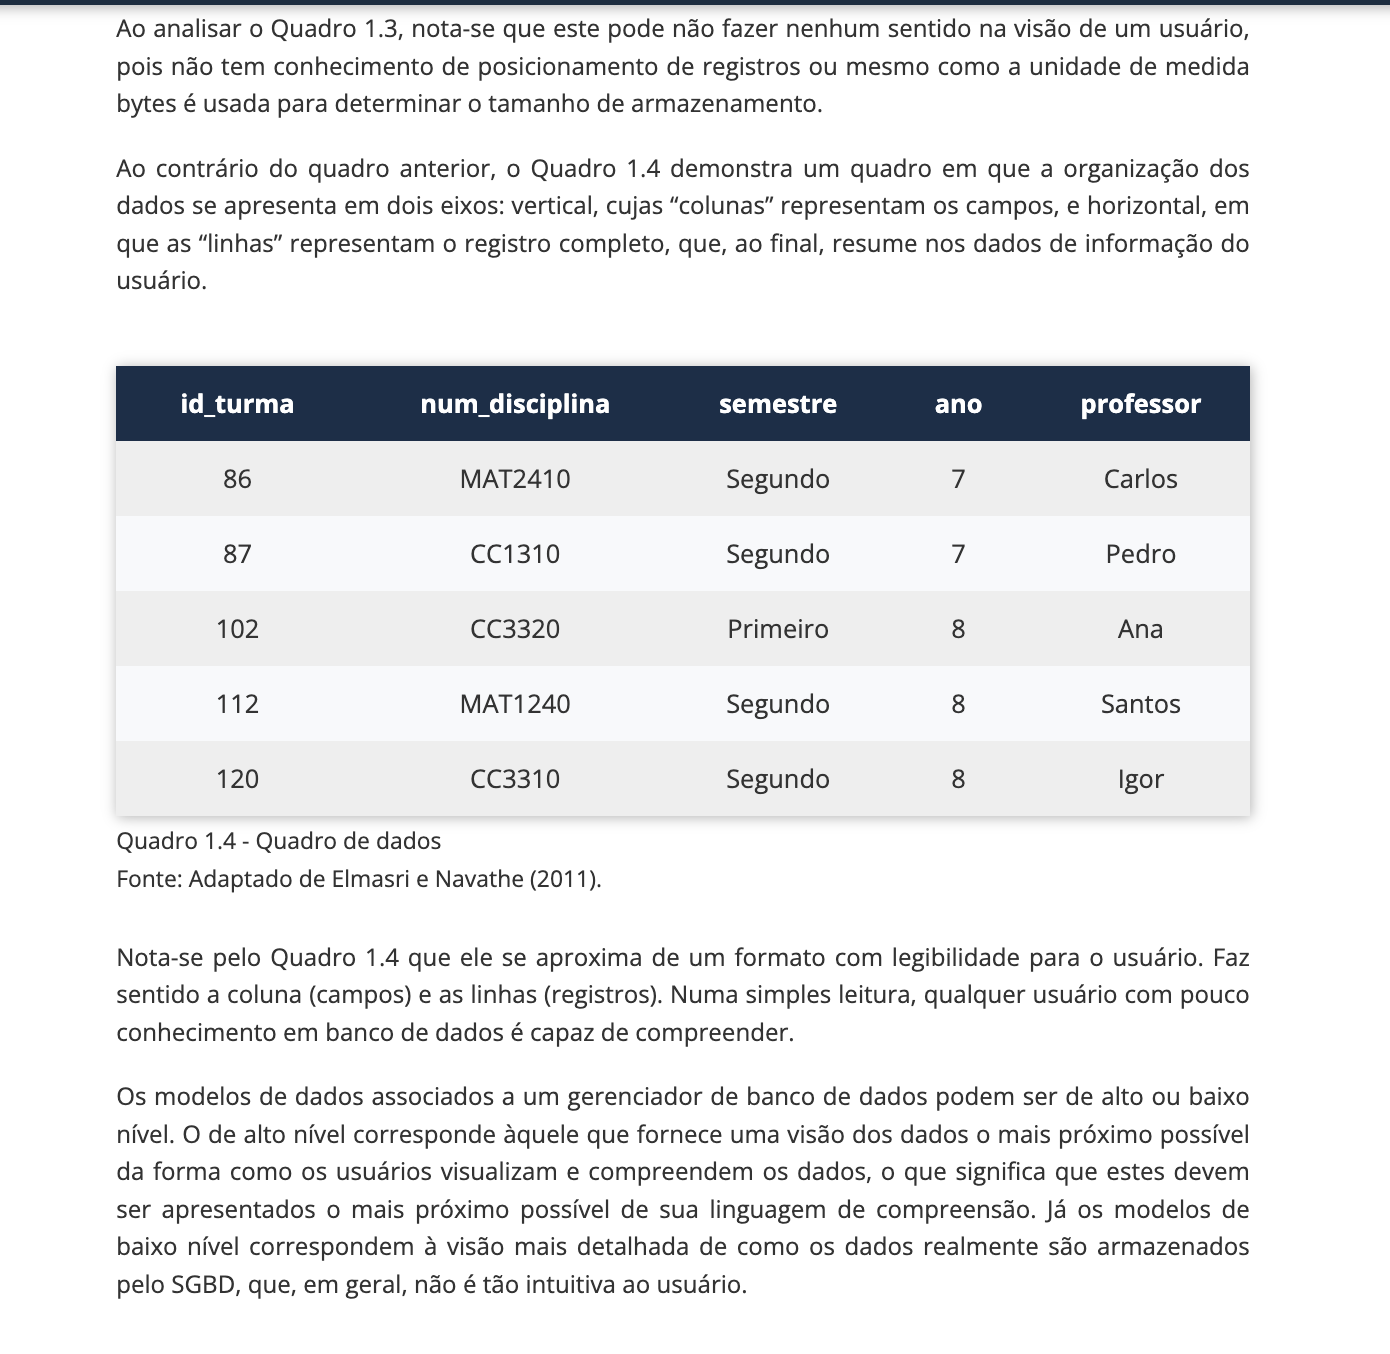 Ao analisar o Quadro 1.3, nota-se que este pode não fazer nenhum sentido na visão de um usuário,
pois não tem conhecimento de posicionamento de registros ou mesmo como a unidade de medida
bytes é usada para determinar o tamanho de armazenamento.
Ao contrário do quadro anterior, o Quadro 1.4 demonstra um quadro em que a organização dos
dados se apresenta em dois eixos: vertical, cujas “colunas” representam os campos, e horizontal, em
que as “linhas” representam o registro completo, que, ao final, resume nos dados de informação do
usuário.
id_turma num_disciplina semestre ano professor
86 MAT2410 Segundo 7 Carlos
87 CC1310 Segundo 7 Pedro
102 CC3320 Primeiro 8 Ana
112 MAT1240 Segundo 8 Santos
120 CC3310 Segundo 8 Igor
Quadro 1.4 - Quadro de dados
Fonte: Adaptado de Elmasri e Navathe (2011).
Nota-se pelo Quadro 1.4 que ele se aproxima de um formato com legibilidade para o usuário. Faz
sentido a coluna (campos) e as linhas (registros). Numa simples leitura, qualquer usuário com pouco
conhecimento em banco de dados é capaz de compreender.
Os modelos de dados associados a um gerenciador de banco de dados podem ser de alto ou baixo
nível. O de alto nível corresponde àquele que fornece uma visão dos dados o mais próximo possível
da forma como os usuários visualizam e compreendem os dados, o que significa que estes devem
ser apresentados o mais próximo possível de sua linguagem de compreensão. Já os modelos de
baixo nível correspondem à visão mais detalhada de como os dados realmente são armazenados
pelo SGBD, que, em geral, não é tão intuitiva ao usuário.